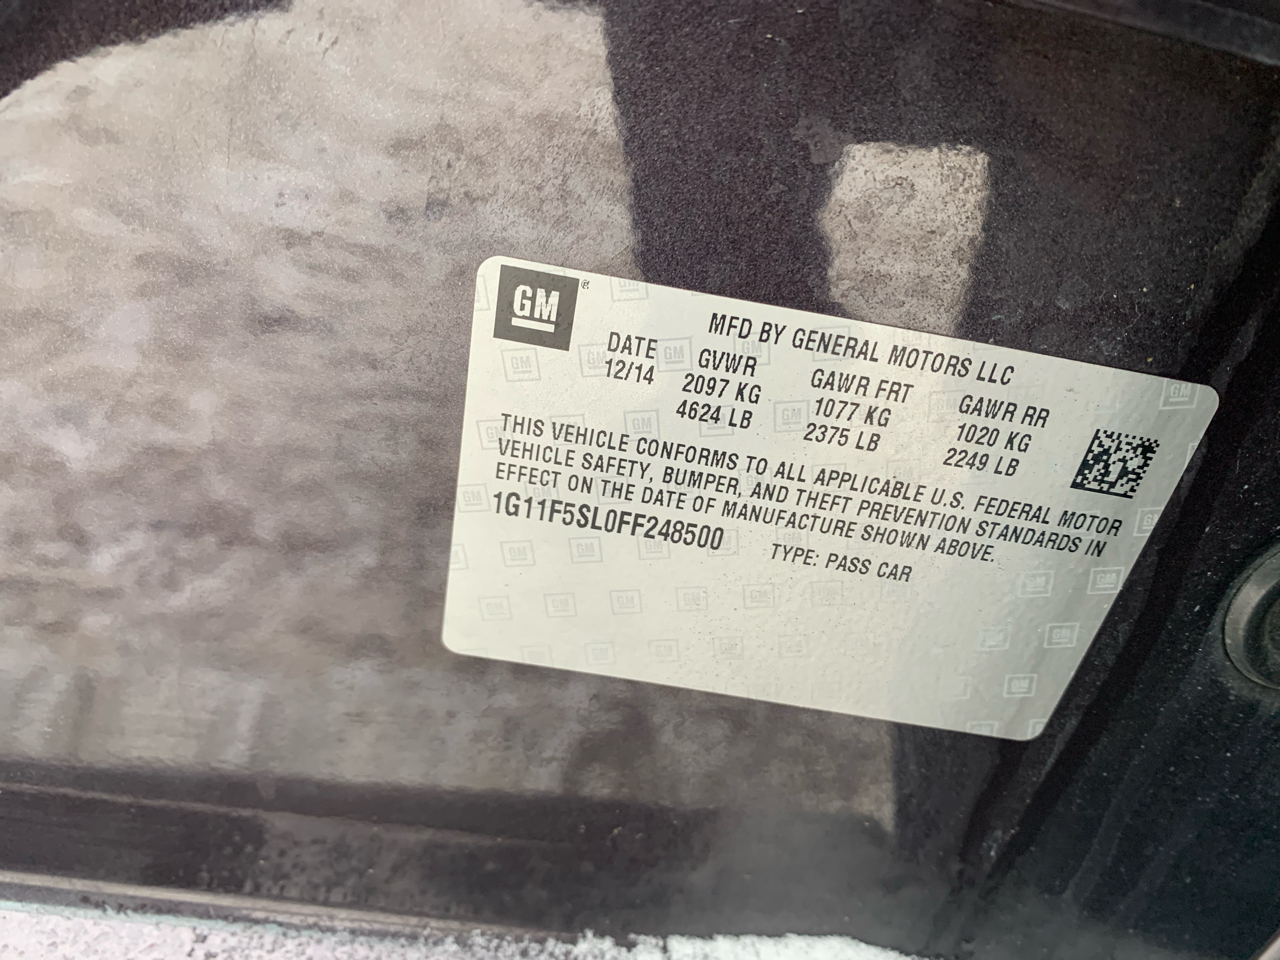 GM®
MFD BY GENERAL MOTORS LLC
DATE GVWR GAWR FRT GAWR RR
12/14 2097 KG 1077 KG 1020 KG
4624 LB 2375 LB 2249 LB
THIS VEHICLE CONFORMS TO ALL APPLICABLE U.S. FEDERAL MOTOR
VEHICLE SAFETY, BUMPER, AND THEFT PREVENTION STANDARDS IN
EFFECT ON THE DATE OF MANUFACTURE SHOWN ABOVE.
1G11F5SL0FF248500 TYPE: PASS CAR